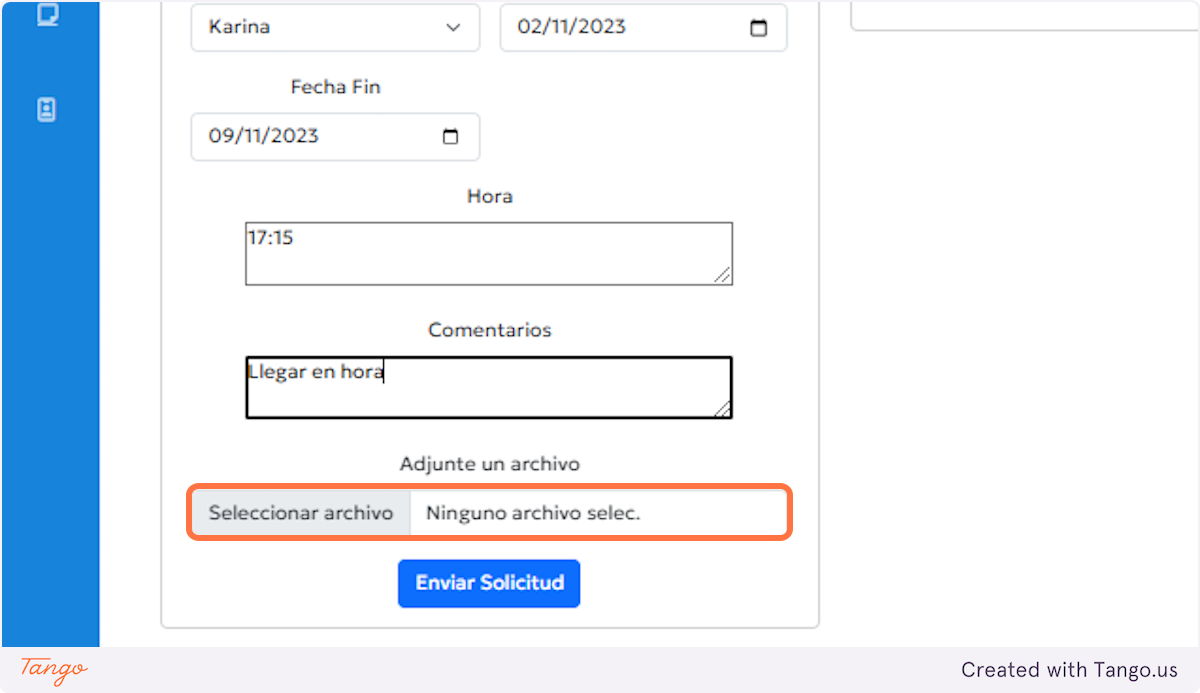 Karina 02/11/2023
Fecha Fin
09/11/2023
Hora
17:15
Comentarios
Llegar en hora
Adjunte un archivo
Seleccionar archivo Ninguno archivo selec.
Enviar Solicitud
Tango Created with Tango.us